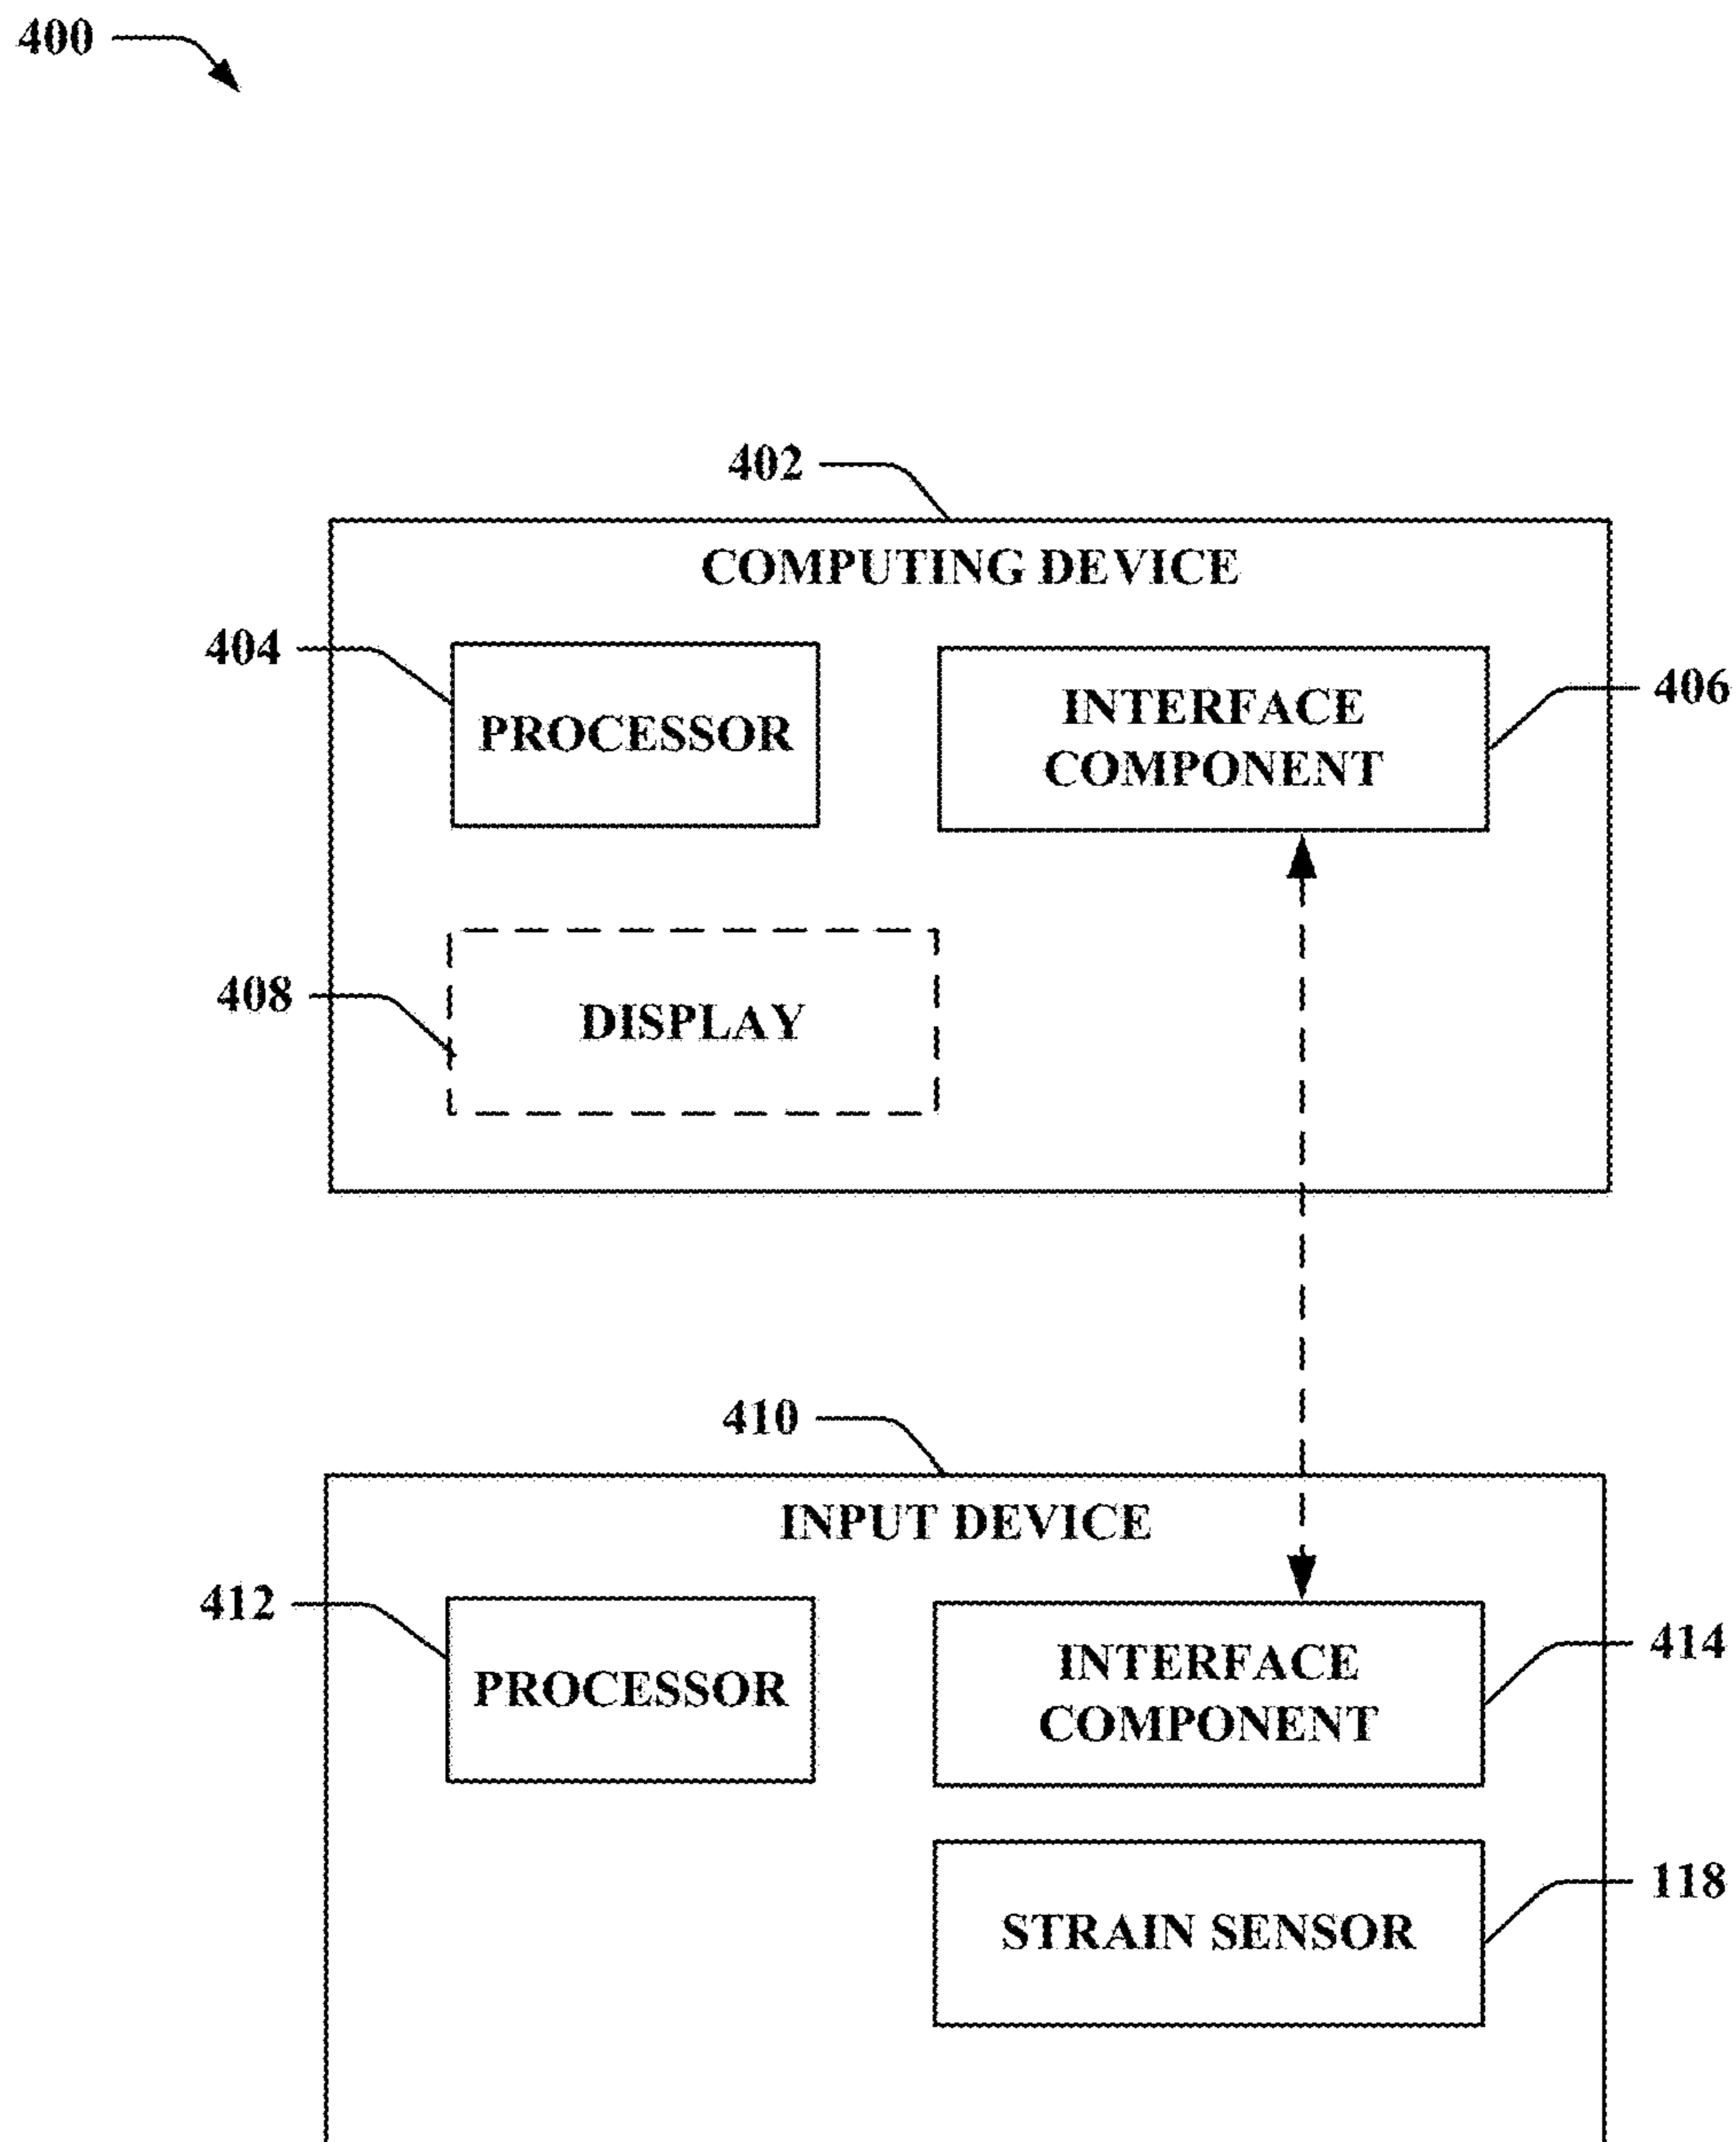 400
402
COMPUTING DEVICE
404
PROCESSOR
INTERFACE
COMPONENT
406
408
DISPLAY
410
INPUT DEVICE
412
PROCESSOR
INTERFACE
COMPONENT
414
STRAIN SENSOR
118